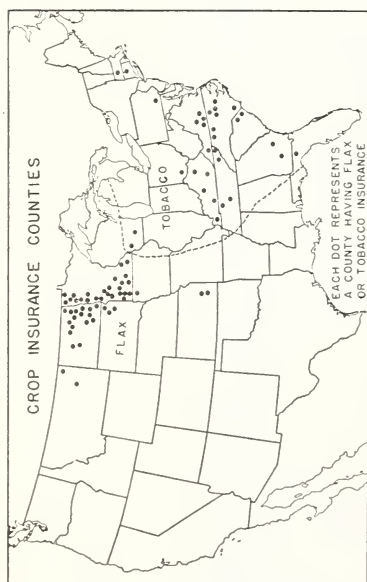 CROP INSURANCE COUNTIES
FLAX
TOBACCO
EACH DOT REPRESENTS
A COUNTY HAVING FLAX
OR TOBACCO INSURANCE